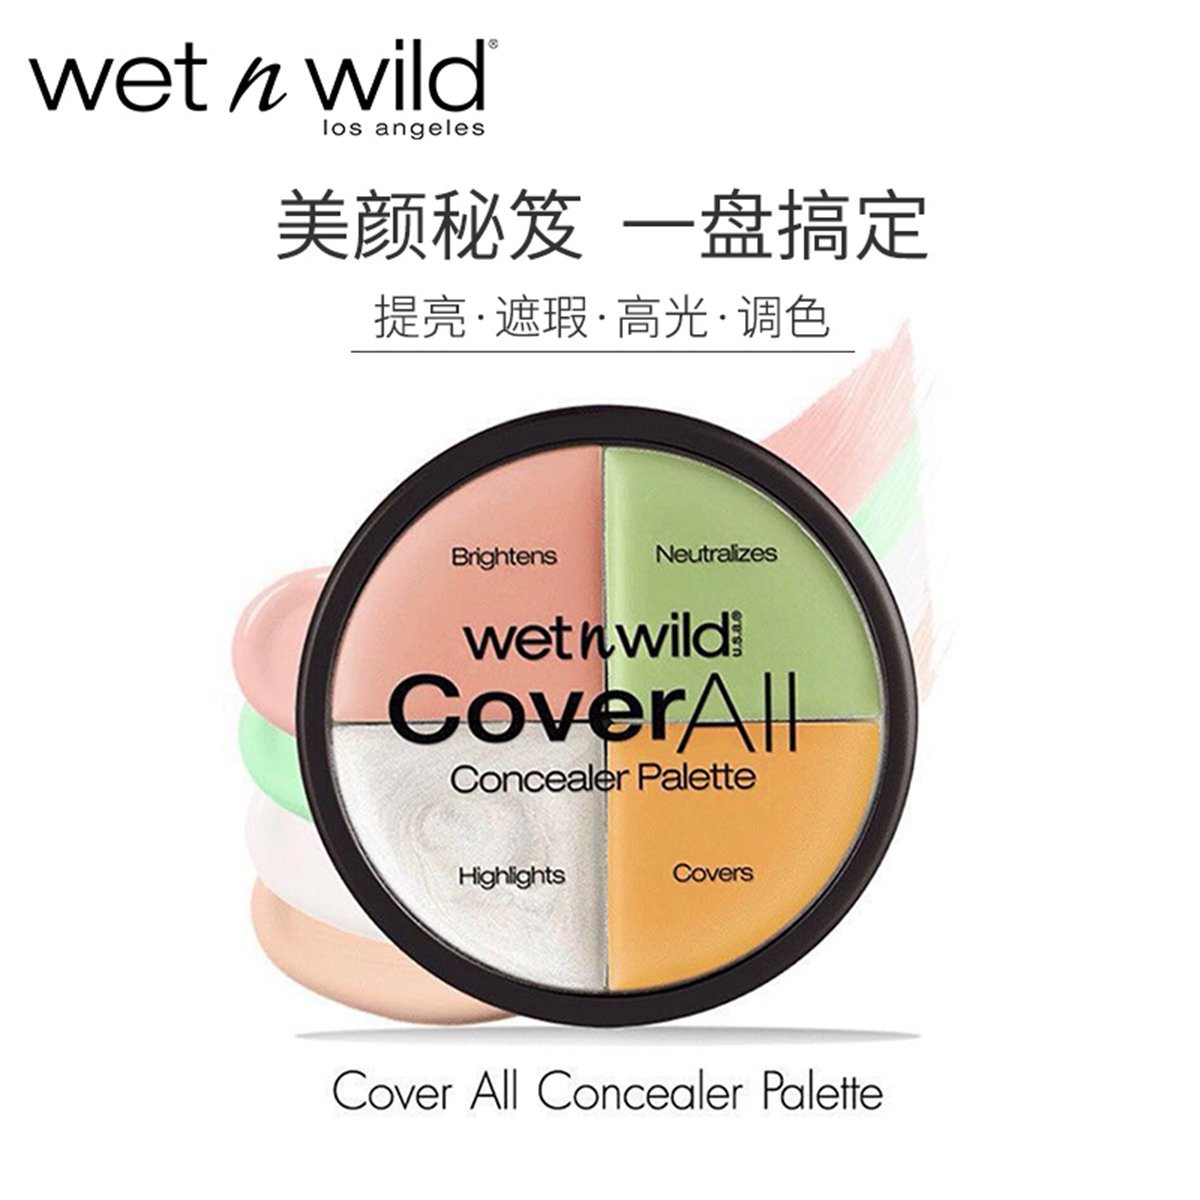 wet n wild®
los angeles
美颜秘笈 一盘搞定
提亮·遮瑕·高光·调色
Brightens
Neutralizes
wet n wild u.s.a®
CoverAll
Concealer Palette
Highlights
Covers
Cover All Concealer Palette